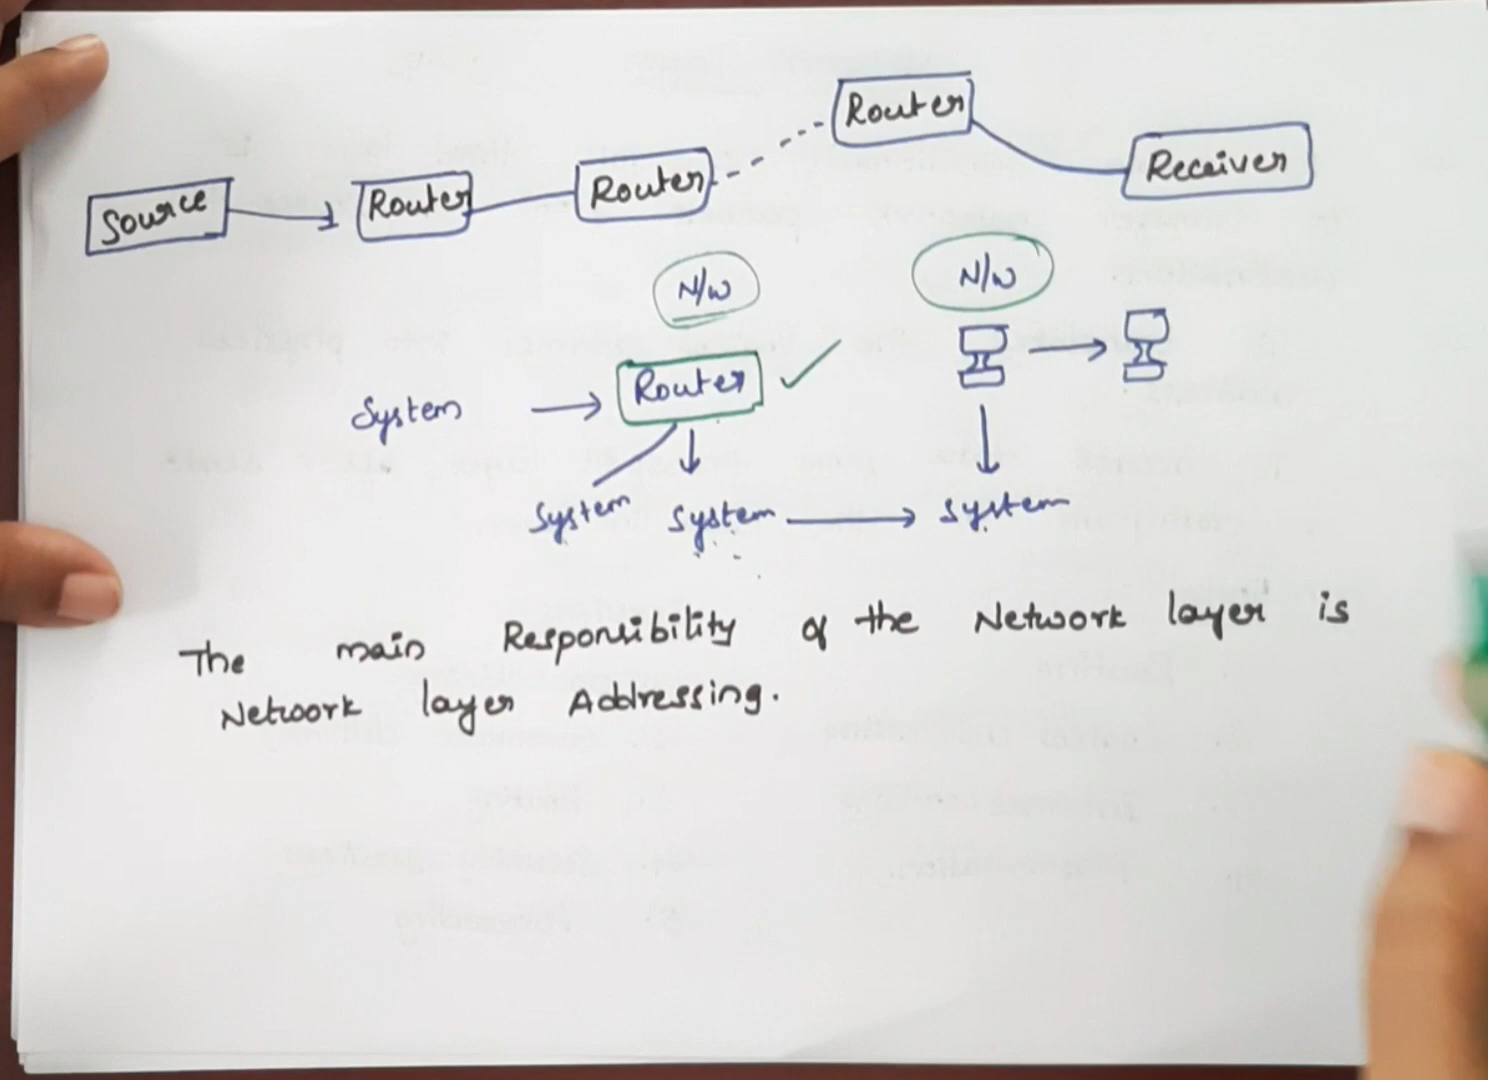 Source
Router
Router
Router
Receiver
N/W
N/W
System
Router
System
System
System
The main Responsibility of the Network layer is
Network layer Addressing.